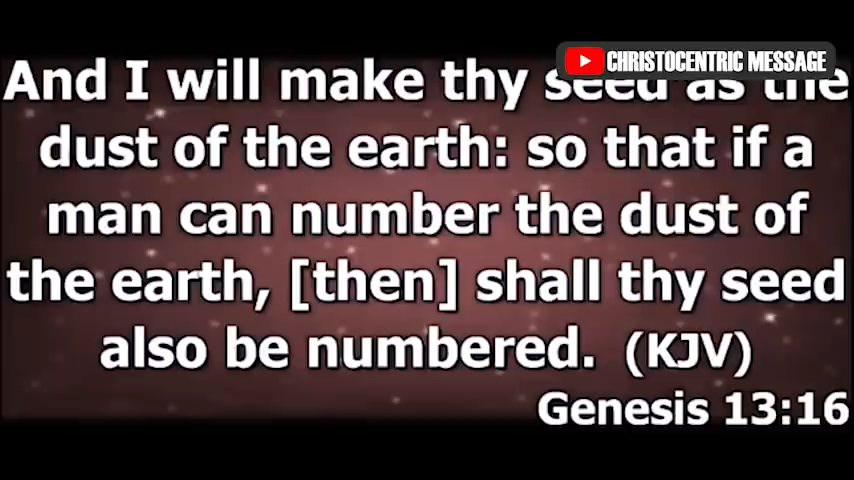 CHRISTOCENTRIC MESSAGE
And I will make thy seed as the
dust of the earth: so that if a
man can number the dust of
the earth, [then] shall thy seed
also be numbered. (KJV)
Genesis 13:16